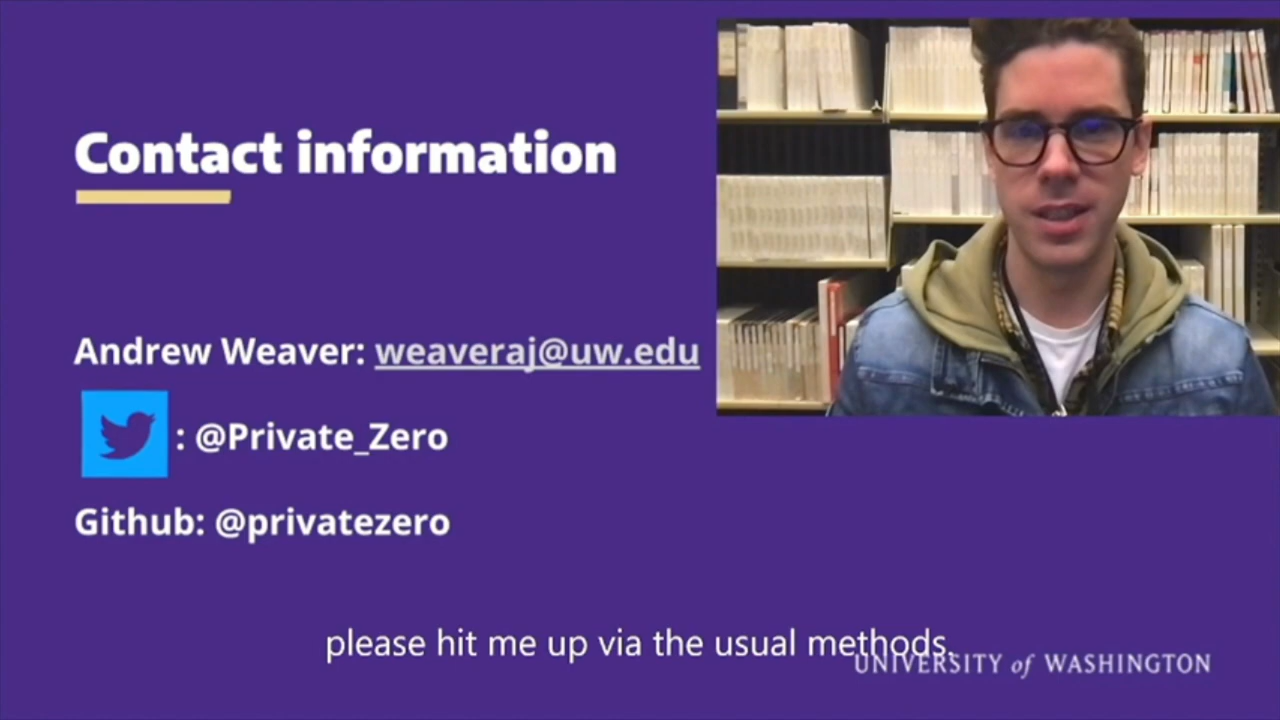 Contact information
Andrew Weaver: weaveraj@uw.edu
: @Private_Zero
Github: @privatezero
please hit me up via the usual methods.
UNIVERSITY of WASHINGTON